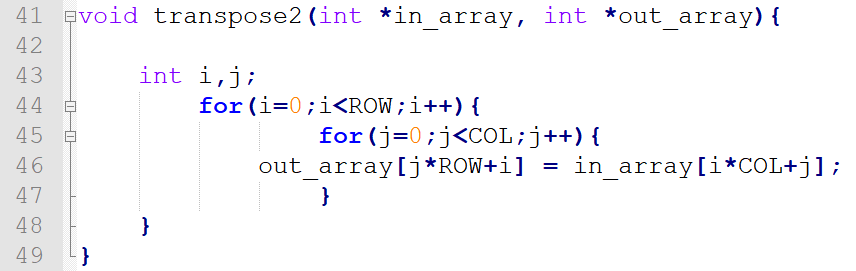 41 void transpose2(int *in_array, int *out_array){
42
43 int i,j;
44 for(i=0;i<ROW;i++){
45 for(j=0;j<COL;j++){
46 out_array[j*ROW+i] = in_array[i*COL+j];
47 }
48 }
49 }